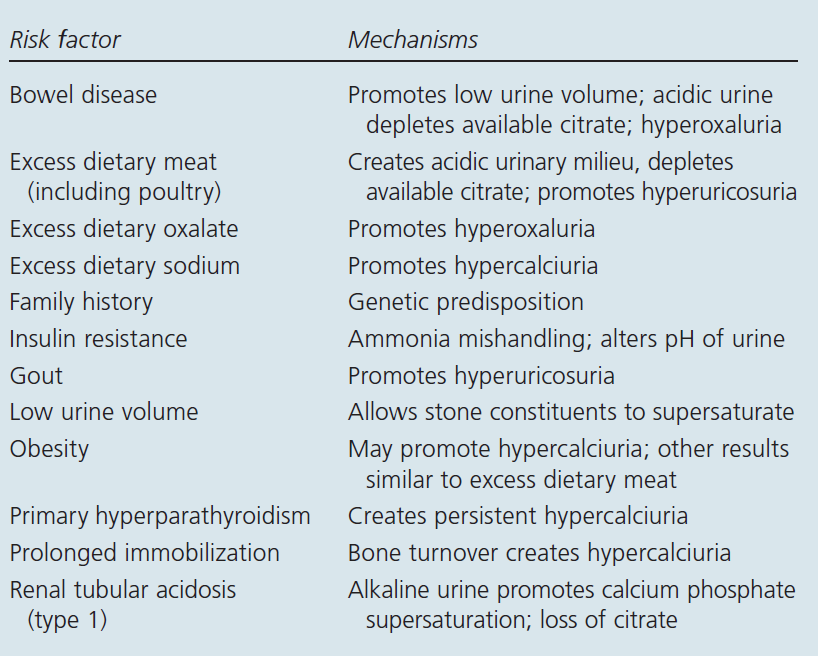 Risk factor Mechanisms
Bowel disease Promotes low urine volume; acidic urine
depletes available citrate; hyperoxaluria
Excess dietary meat Creates acidic urinary milieu, depletes
(including poultry) available citrate; promotes hyperuricosuria
Excess dietary oxalate Promotes hyperoxaluria
Excess dietary sodium Promotes hypercalciuria
Family history Genetic predisposition
Insulin resistance Ammonia mishandling; alters pH of urine
Gout Promotes hyperuricosuria
Low urine volume Allows stone constituents to supersaturate
Obesity May promote hypercalciuria; other results
similar to excess dietary meat
Primary hyperparathyroidism Creates persistent hypercalciuria
Prolonged immobilization Bone turnover creates hypercalciuria
Renal tubular acidosis Alkaline urine promotes calcium phosphate
(type 1) supersaturation; loss of citrate